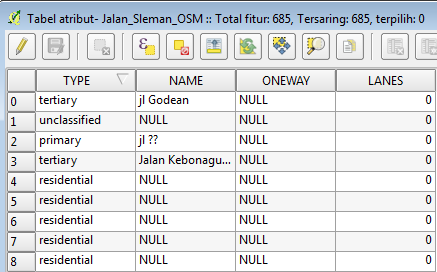 Tabel atribut- Jalan_Sleman_OSM :: Total fitur: 685, Tersaring: 685, terpilih: 0
TYPE NAME ONEWAY LANES
0 tertiary jl Godean NULL 0
1 unclassified NULL NULL 0
2 primary jl ?? NULL 0
3 tertiary Jalan Kebonagu... NULL 0
4 residential NULL NULL 0
5 residential NULL NULL 0
6 residential NULL NULL 0
7 residential NULL NULL 0
8 residential NULL NULL 0